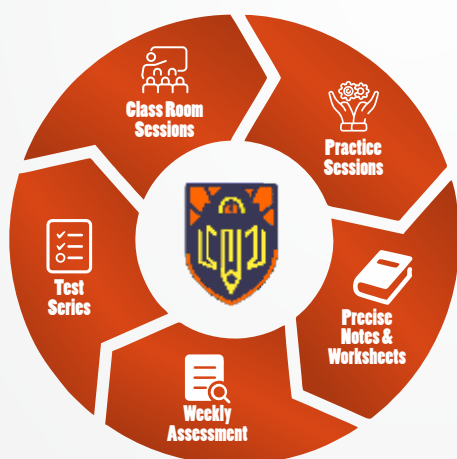 Class Room
Sessions
Practice
Sessions
Precise
Notes &
Worksheets
Weekly
Assessment
Test
Series